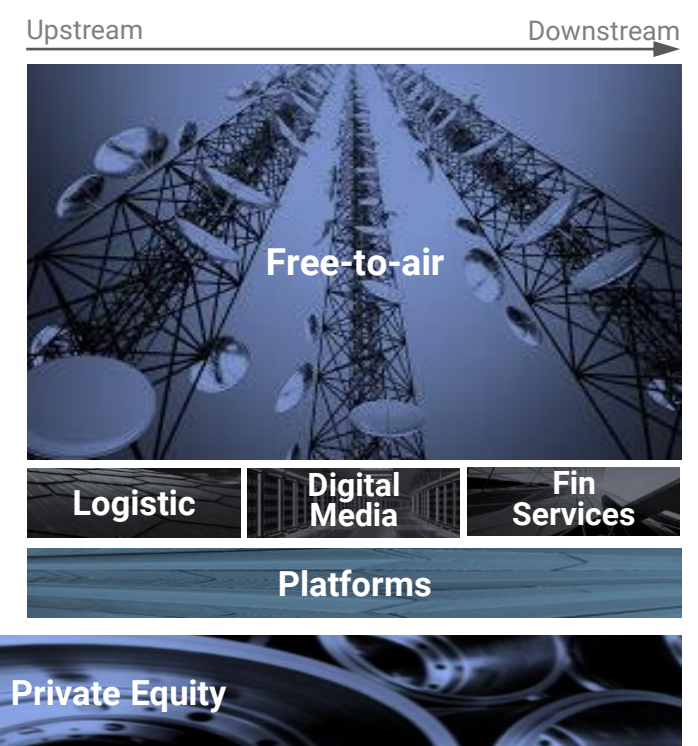 Upstream
Downstream
Free-to-air
Logistic
Digital
Media
Fin
Services
Platforms
Private Equity